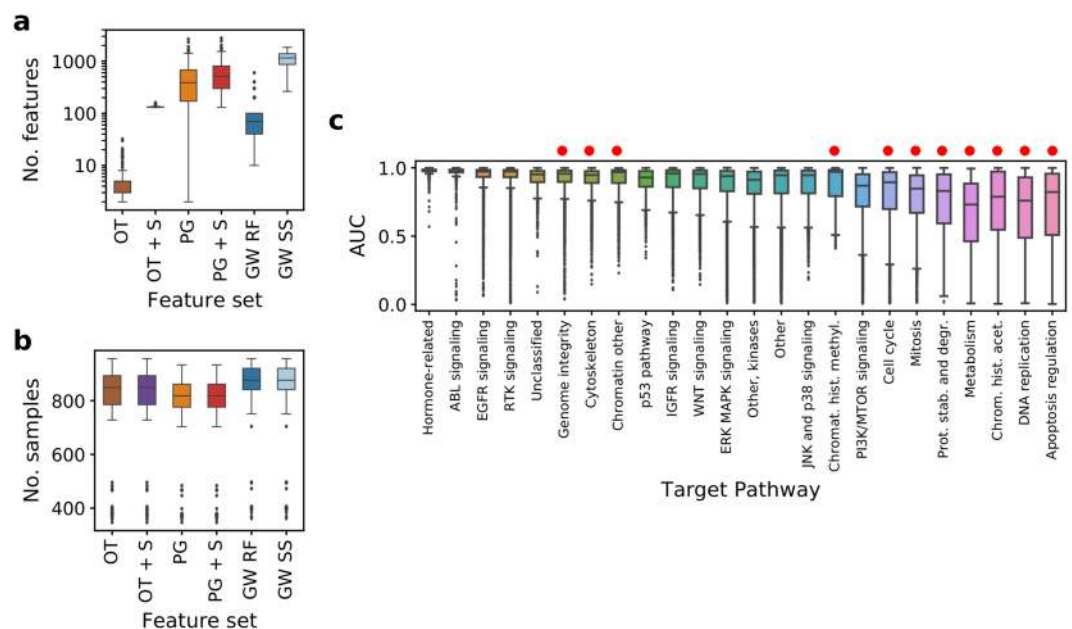 a
1000
100
10
No. features
OT
OT + S
PG
PG + S
GW RF
GW SS
Feature set
b
800
600
400
No. samples
OT
OT + S
PG
PG + S
GW RF
GW SS
Feature set
c
1.0
0.5
0.0
AUC
Hormone-related
ABL signaling
EGFR signaling
RTK signaling
Unclassified
Genome integrity
Cytoskeleton
Chromatin other
p53 pathway
IGFR signaling
WNT signaling
ERK MAPK signaling
Other, kinases
Other
JNK and p38 signaling
Chromat. hist. methyl.
PI3K/MTOR signaling
Cell cycle
Mitosis
Prot. stab. and degr.
Metabolism
Chrom. hist. acet.
DNA replication
Apoptosis regulation
Target Pathway